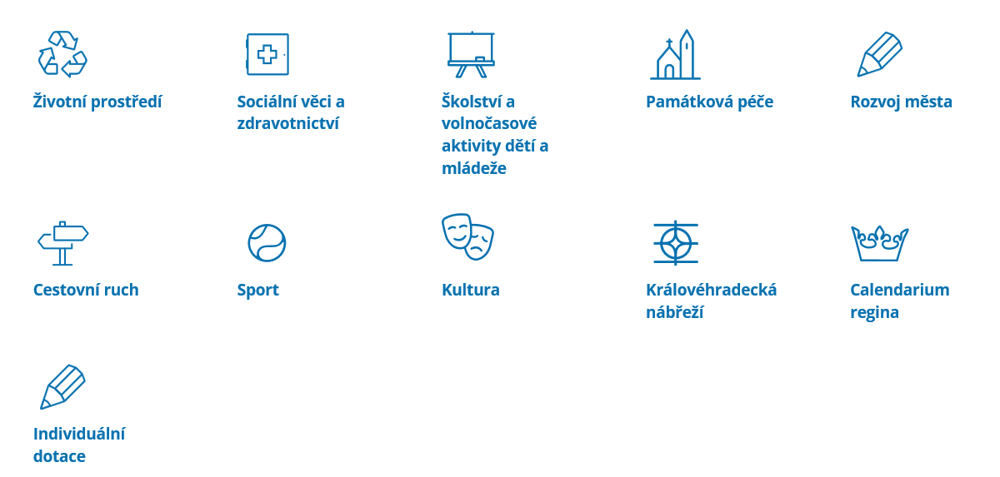 Životní prostředí
Sociální věci a
zdravotnictví
Školství a
volnočasové
aktivity dětí a
mládeže
Památková péče
Rozvoj města
Cestovní ruch
Sport
Kultura
Královéhradecká
nábřeží
Calendarium
regina
Individuální
dotace